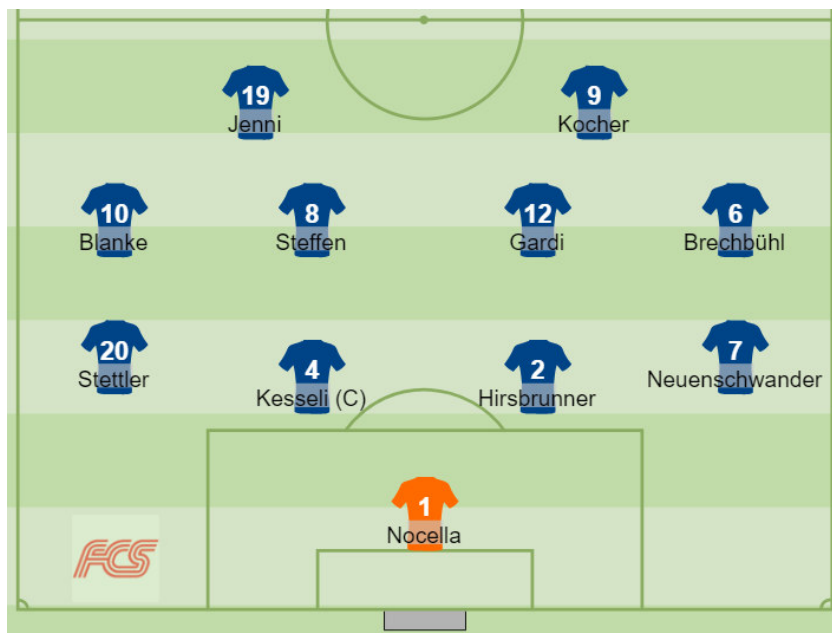 19
Jenni
9
Kocher
10
Blanke
8
Steffen
12
Gardi
6
Brechbühl
20
Stettler
4
Kesseli (C)
2
Hirsbrunner
7
Neuenschwander
1
Nocella
FCS